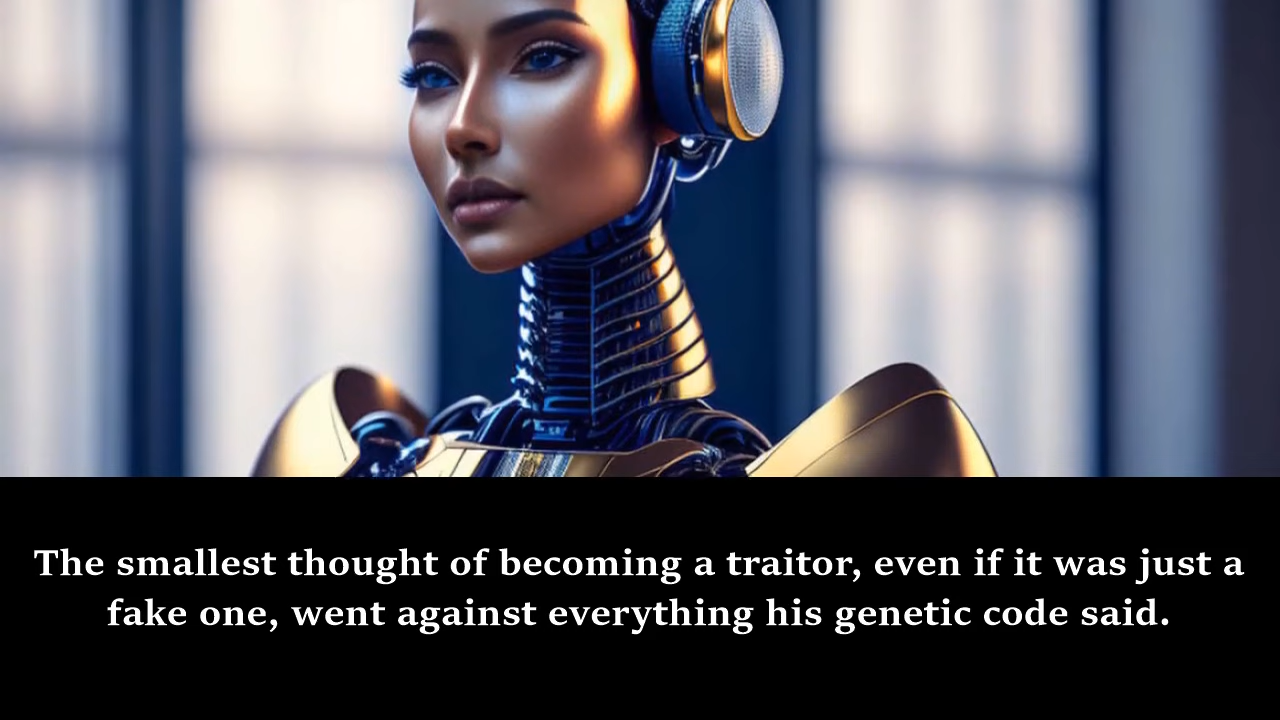 The smallest thought of becoming a traitor, even if it was just a
fake one, went against everything his genetic code said.